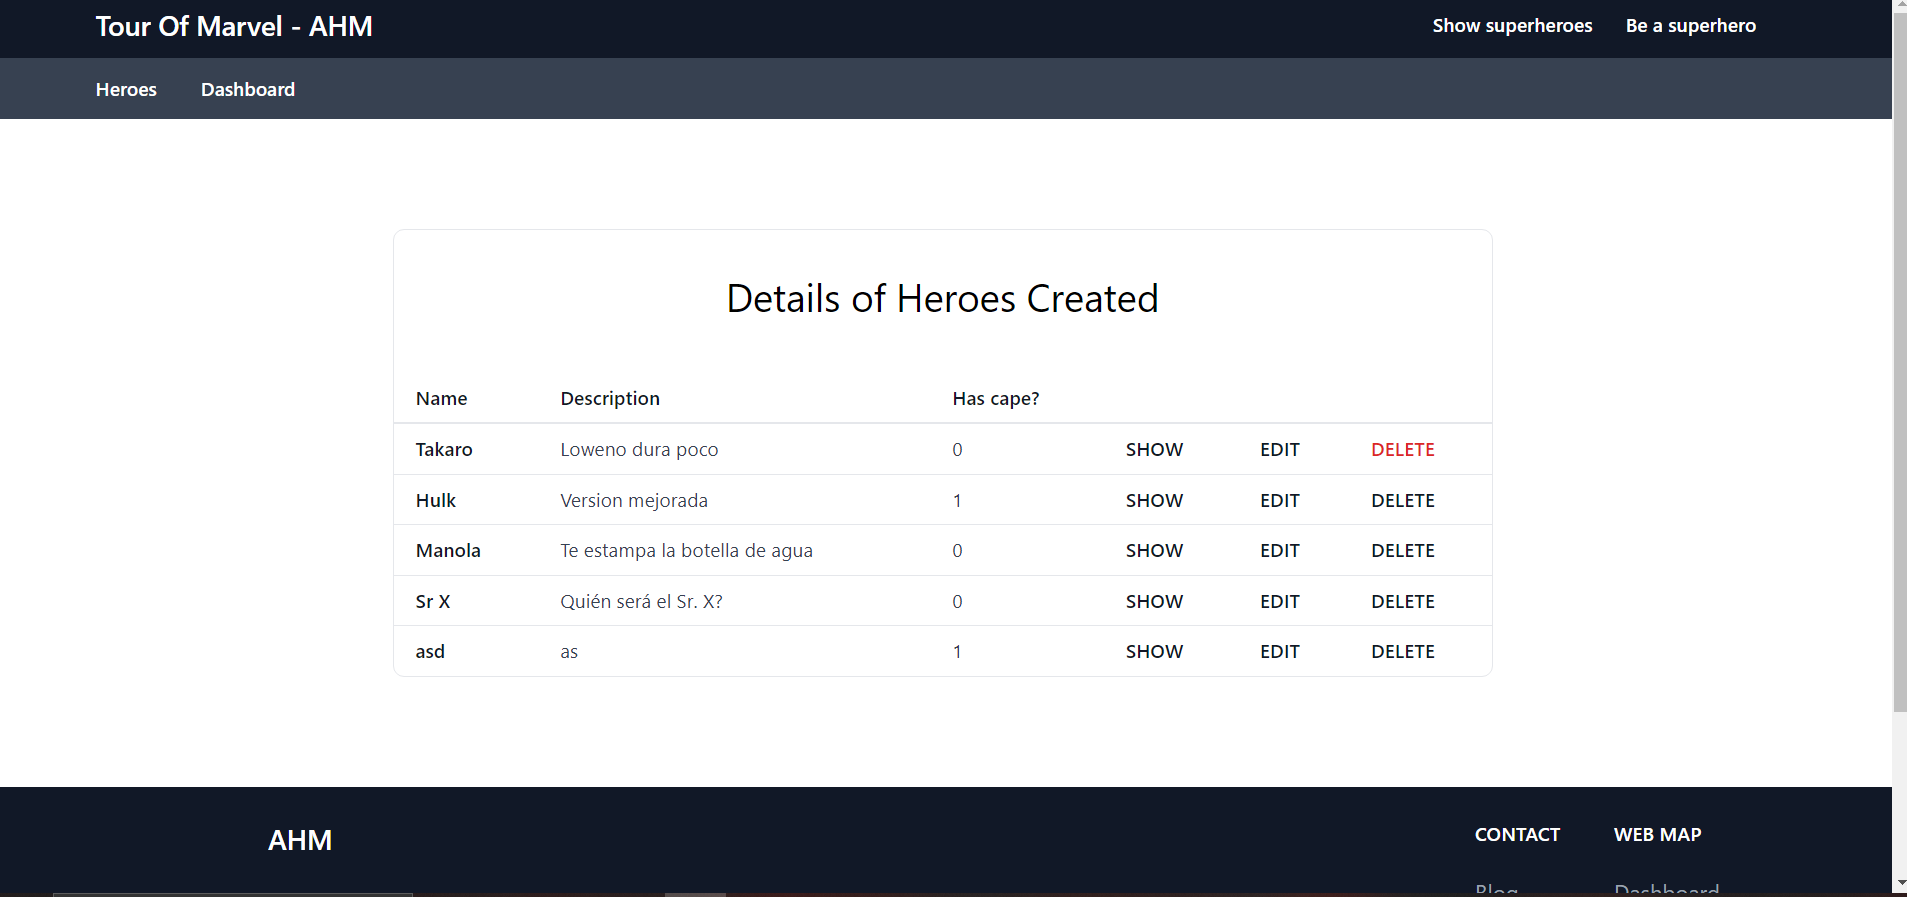 Tour Of Marvel - AHM Show superheroes Be a superhero
Heroes Dashboard
Details of Heroes Created
Name Description Has cape?
Takaro Loweno dura poco 0 SHOW EDIT DELETE
Hulk Version mejorada 1 SHOW EDIT DELETE
Manola Te estampa la botella de agua 0 SHOW EDIT DELETE
Sr X Quién será el Sr. X? 0 SHOW EDIT DELETE
asd as 1 SHOW EDIT DELETE
AHM CONTACT WEB MAP
Blog Dashboard